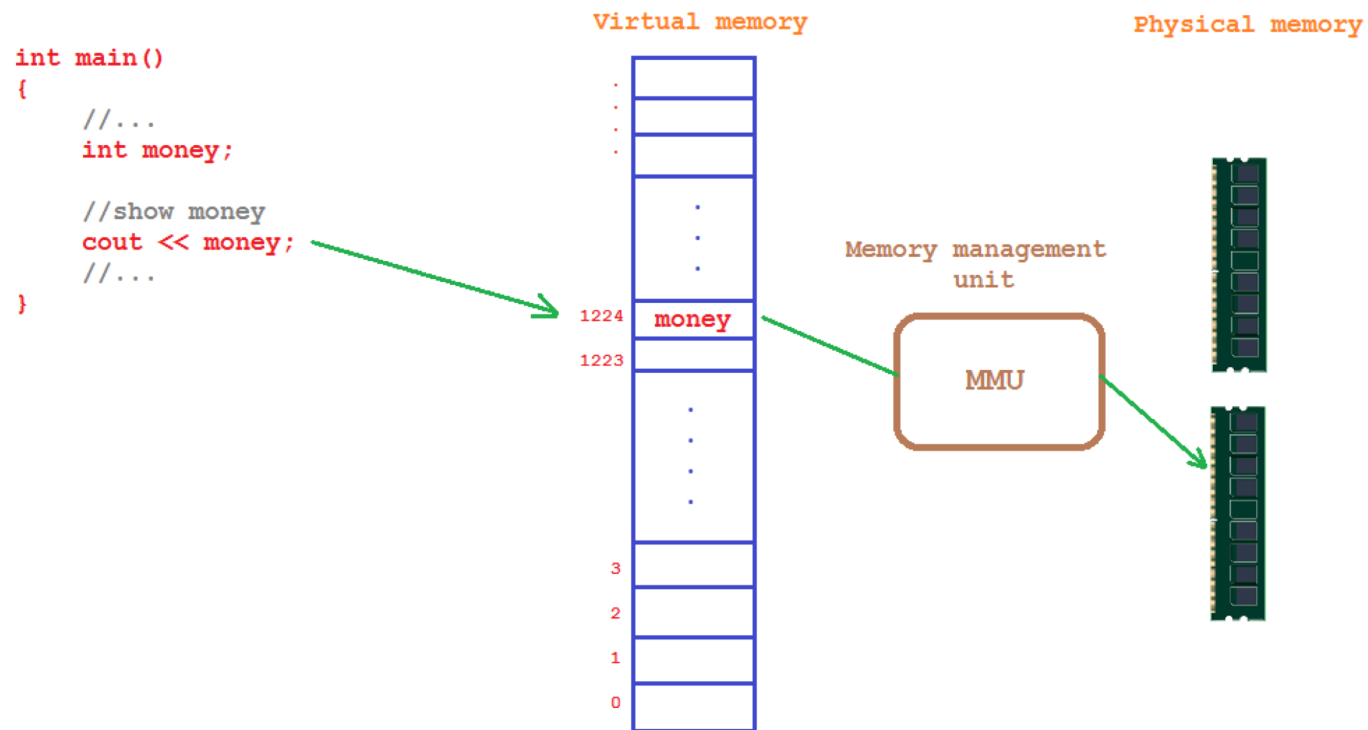 Virtual memory
Physical memory
int main()
{
//...
int money;
//show money
cout << money;
//...
}
.
.
.
.
.
.
.
1224
money
1223
.
.
.
.
3
2
1
0
Memory management
unit
MMU